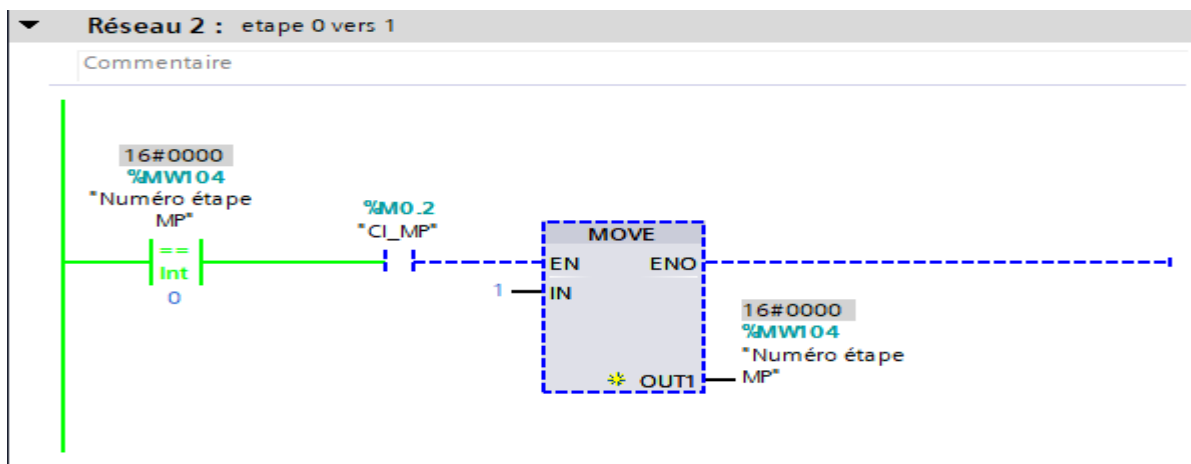 Réseau 2 : etape 0 vers 1
Commentaire
16#0000
%MW104
"Numéro étape
MP"
==
Int
0
%M0.2
"CI_MP"
MOVE
EN ENO
1 IN
OUT1
16#0000
%MW104
"Numéro étape
MP"